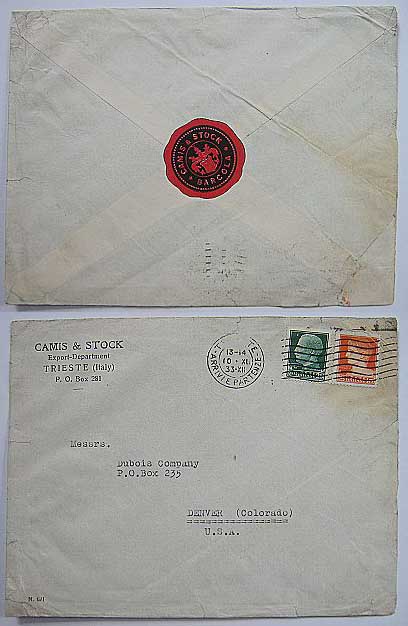 CAMIS & STOCK
BARCOLA
CAMIS & STOCK
Export-Department
TRIESTE (Italy)
P. O. Box 281
13-14
10 · XI
33·XII
ARRIVI E PARTENZE
Messrs.
Dubois Company
P.O.Box 235
DENVER (Colorado)
U.S.A.